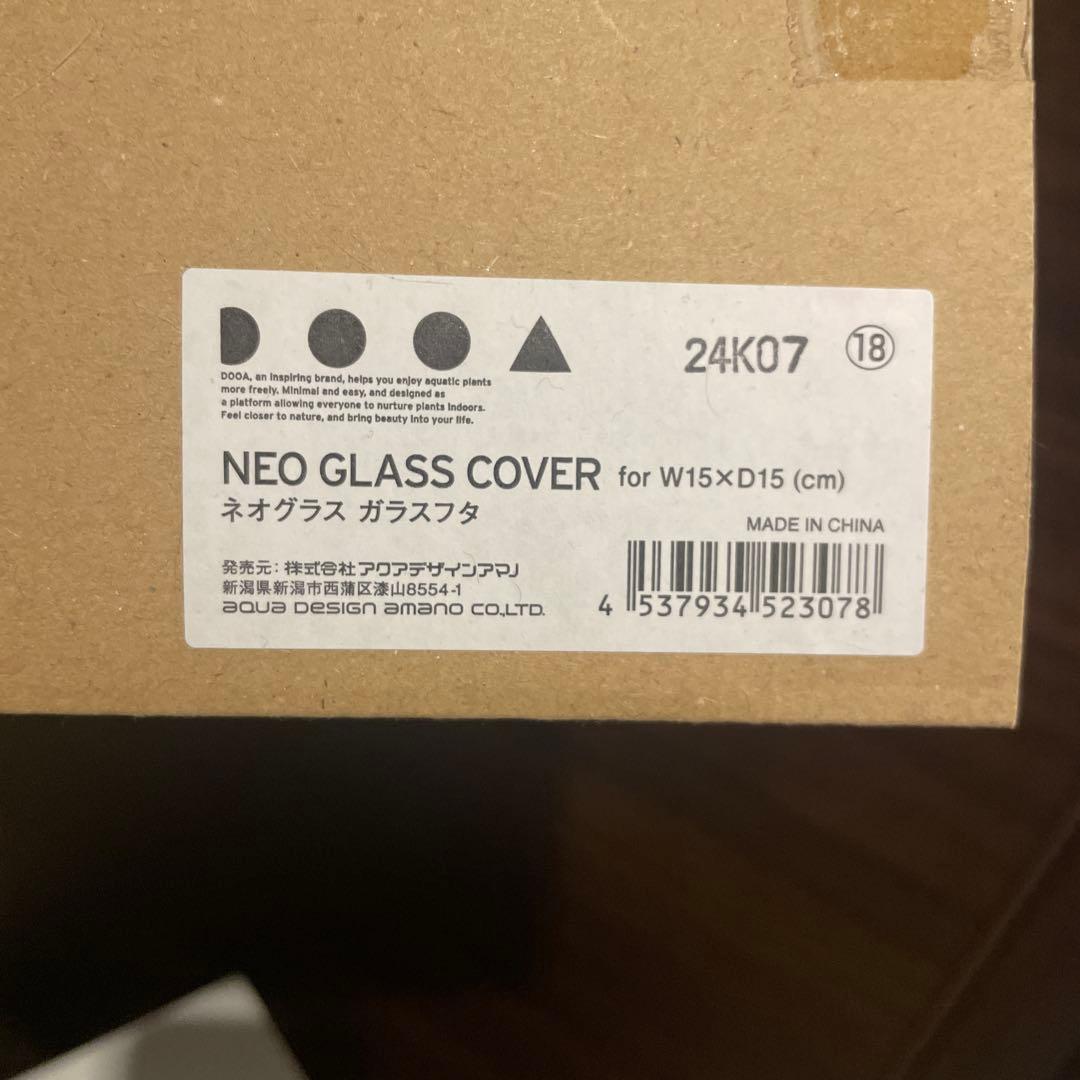 24K07 ⑱
DOOA, an inspiring brand, helps you enjoy aquatic plants
more freely. Minimal and easy, and designed as
a platform allowing everyone to nurture plants indoors.
Feel closer to nature, and bring beauty into your life.
NEO GLASS COVER for W15×D15 (cm)
ネオグラス ガラスフタ
MADE IN CHINA
発売元：株式会社アクアデザインアマノ
新潟県新潟市西蒲区漆山8554-1
aqua Design amano CO.,LTD.
4 537934 523078